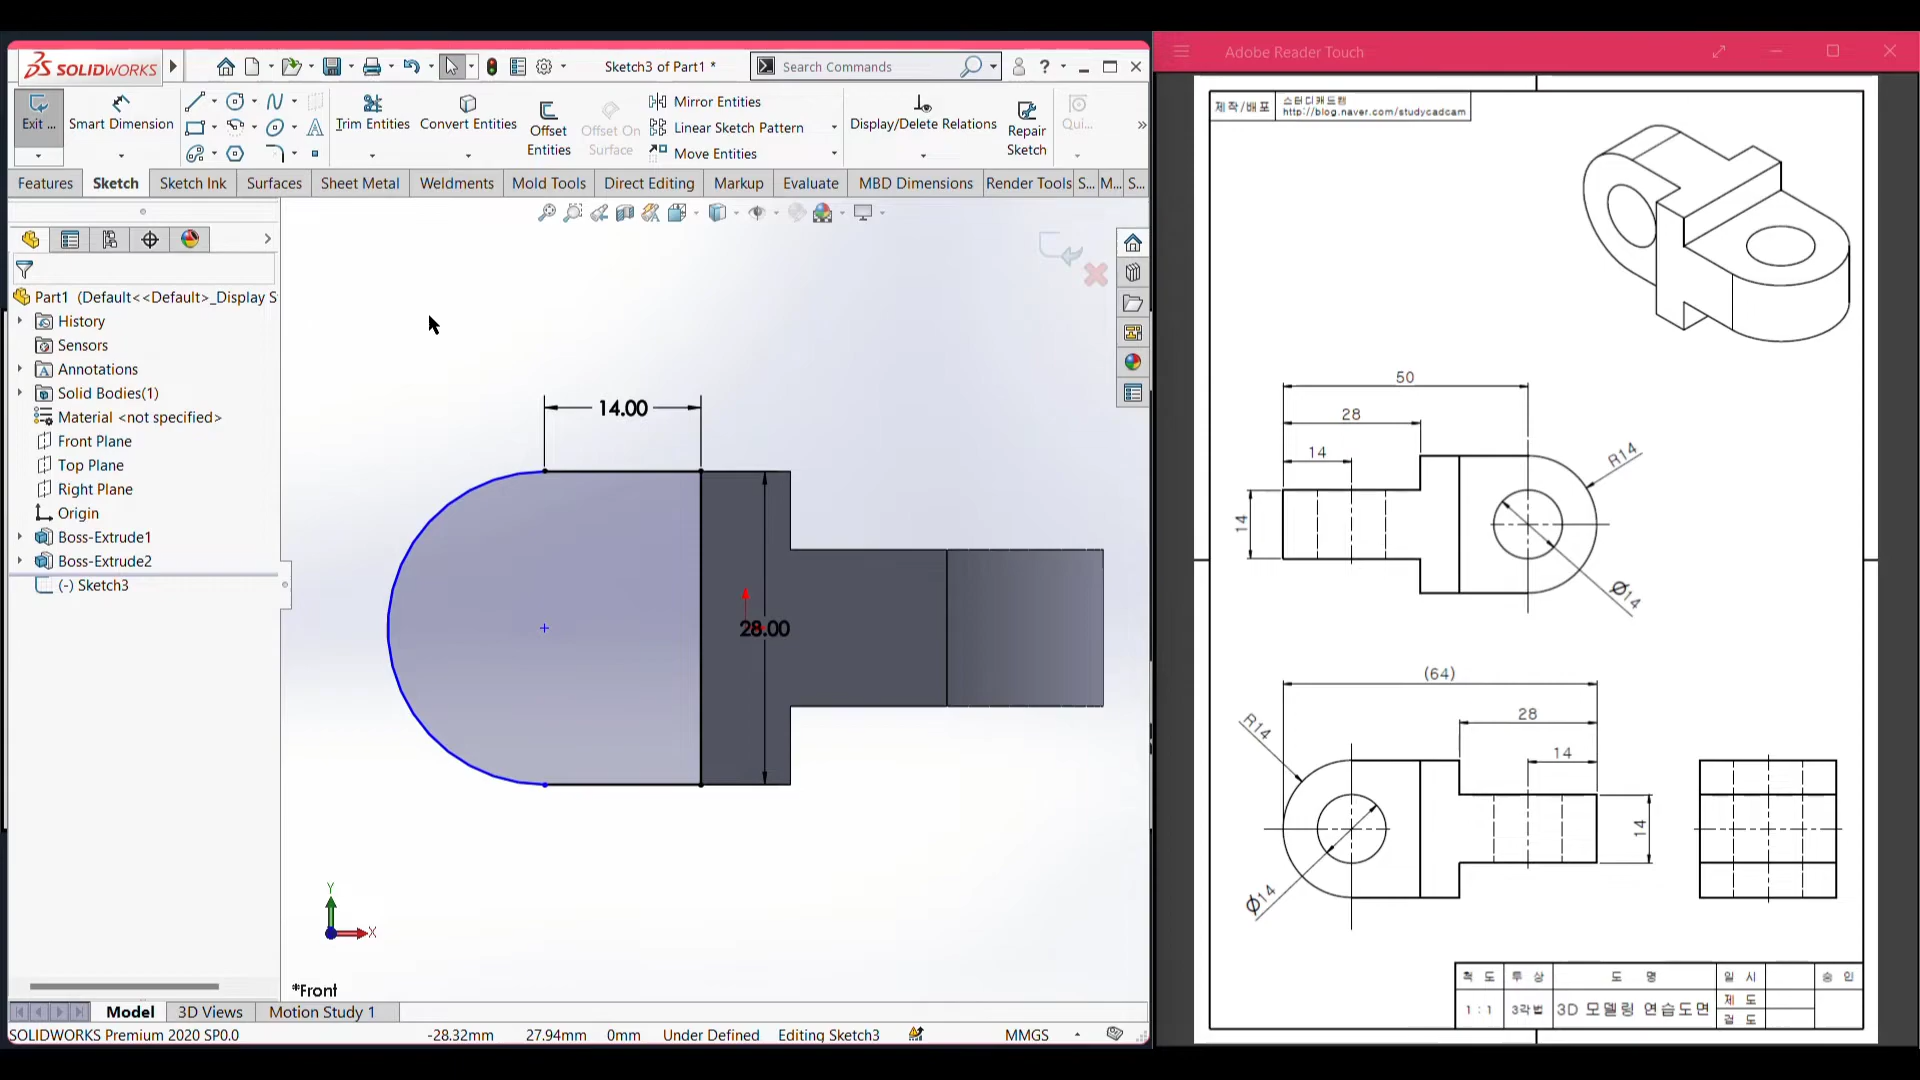 SOLIDWORKS
Sketch3 of Part1 *
Search Commands
Exit ...
Smart Dimension
Trim Entities
Convert Entities
Offset Entities
Offset On Surface
Mirror Entities
Linear Sketch Pattern
Move Entities
Display/Delete Relations
Repair Sketch
Qui...
Features
Sketch
Sketch Ink
Surfaces
Sheet Metal
Weldments
Mold Tools
Direct Editing
Markup
Evaluate
MBD Dimensions
Render Tools
S...
M...
S...
Part1 (Default<<Default>_Display S
History
Sensors
Annotations
Solid Bodies(1)
Material <not specified>
Front Plane
Top Plane
Right Plane
Origin
Boss-Extrude1
Boss-Extrude2
(-) Sketch3
14.00
28.00
Y
X
*Front
Model
3D Views
Motion Study 1
SOLIDWORKS Premium 2020 SP0.0
-28.32mm
27.94mm
0mm
Under Defined
Editing Sketch3
MMGS
Adobe Reader Touch
제작/배포
스터디캐드캠
http://blog.naver.com/studycadcam
50
28
14
R14
14
Ø14
(64)
R14
28
14
14
Ø14
척 도
투 상
도 명
일 시
승 인
1 : 1
3각법
3D 모델링 연습도면
제 도
검 도